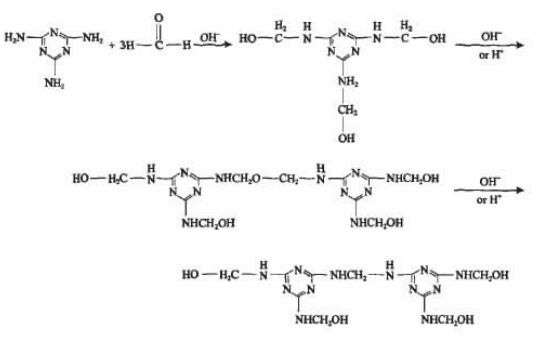 H₂N N NH₂ + 3H—C—H OH⁻ HO—C—N N N—C—OH OH⁻
O H₂ H H H₂
N N N N or H⁺
NH₂ NH₂
CH₂
OH
HO—H₂C—N N NHCH₂O—CH₂—N N NHCH₂OH OH⁻
H H
N N N N or H⁺
NHCH₂OH NHCH₂OH
HO—H₂C—N N NHCH₂—N N NHCH₂OH
H H
N N N N
NHCH₂OH NHCH₂OH